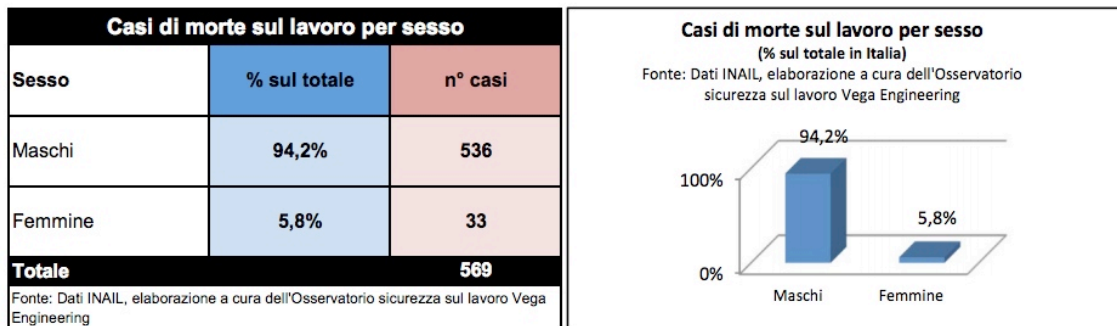 Casi di morte sul lavoro per sesso
Sesso
% sul totale
n° casi
Maschi
94,2%
536
Femmine
5,8%
33
Totale
569
Fonte: Dati INAIL, elaborazione a cura dell'Osservatorio sicurezza sul lavoro Vega
Engineering
Casi di morte sul lavoro per sesso
(% sul totale in Italia)
Fonte: Dati INAIL, elaborazione a cura dell'Osservatorio
sicurezza sul lavoro Vega Engineering
94,2%
100%
5,8%
0%
Maschi
Femmine